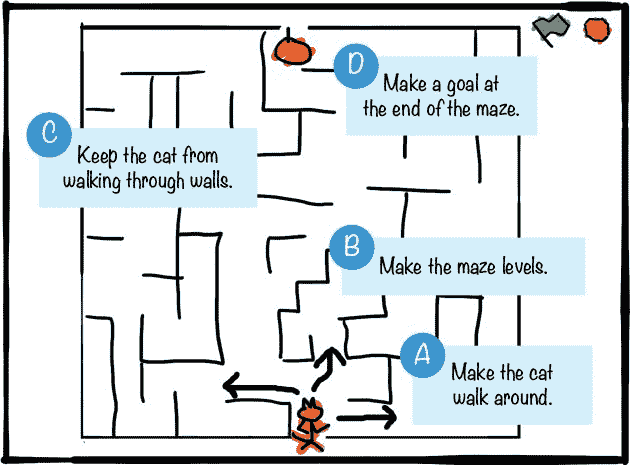 D
Make a goal at
the end of the maze.
C
Keep the cat from
walking through walls.
B
Make the maze levels.
A
Make the cat
walk around.